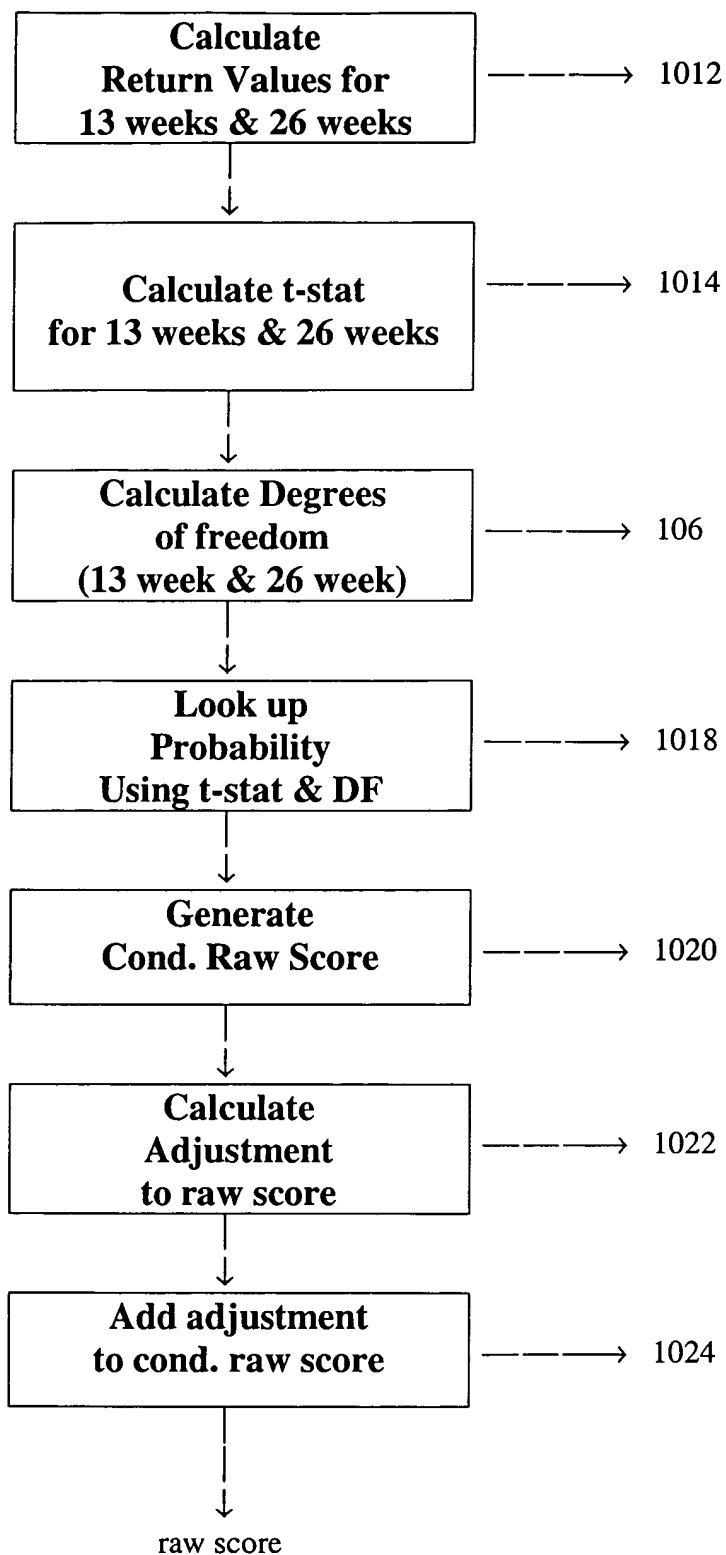 Calculate
Return Values for
13 weeks & 26 weeks
1012
Calculate t-stat
for 13 weeks & 26 weeks
1014
Calculate Degrees
of freedom
(13 week & 26 week)
106
Look up
Probability
Using t-stat & DF
1018
Generate
Cond. Raw Score
1020
Calculate
Adjustment
to raw score
1022
Add adjustment
to cond. raw score
1024
raw score